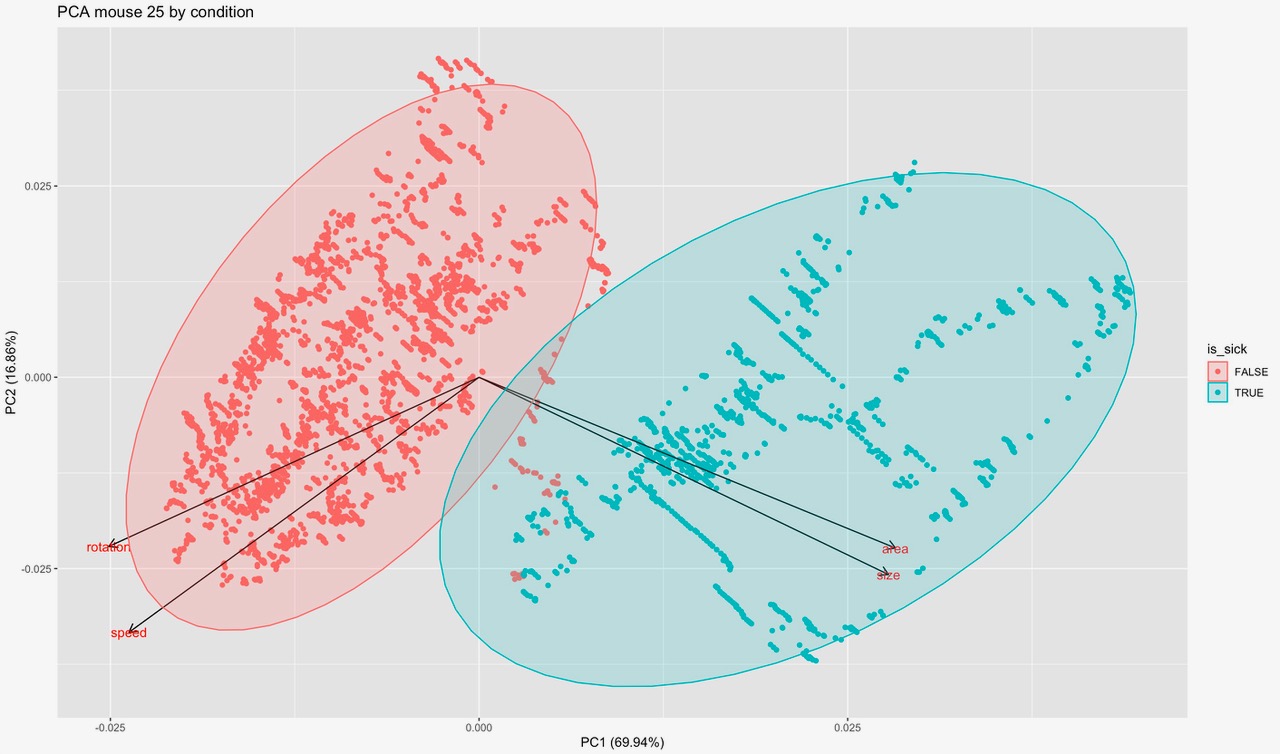 PCA mouse 25 by condition
0.025
0.000
-0.025
PC2 (16.86%)
rotation
speed
area
size
-0.025
0.000
0.025
PC1 (69.94%)
is_sick
FALSE
TRUE